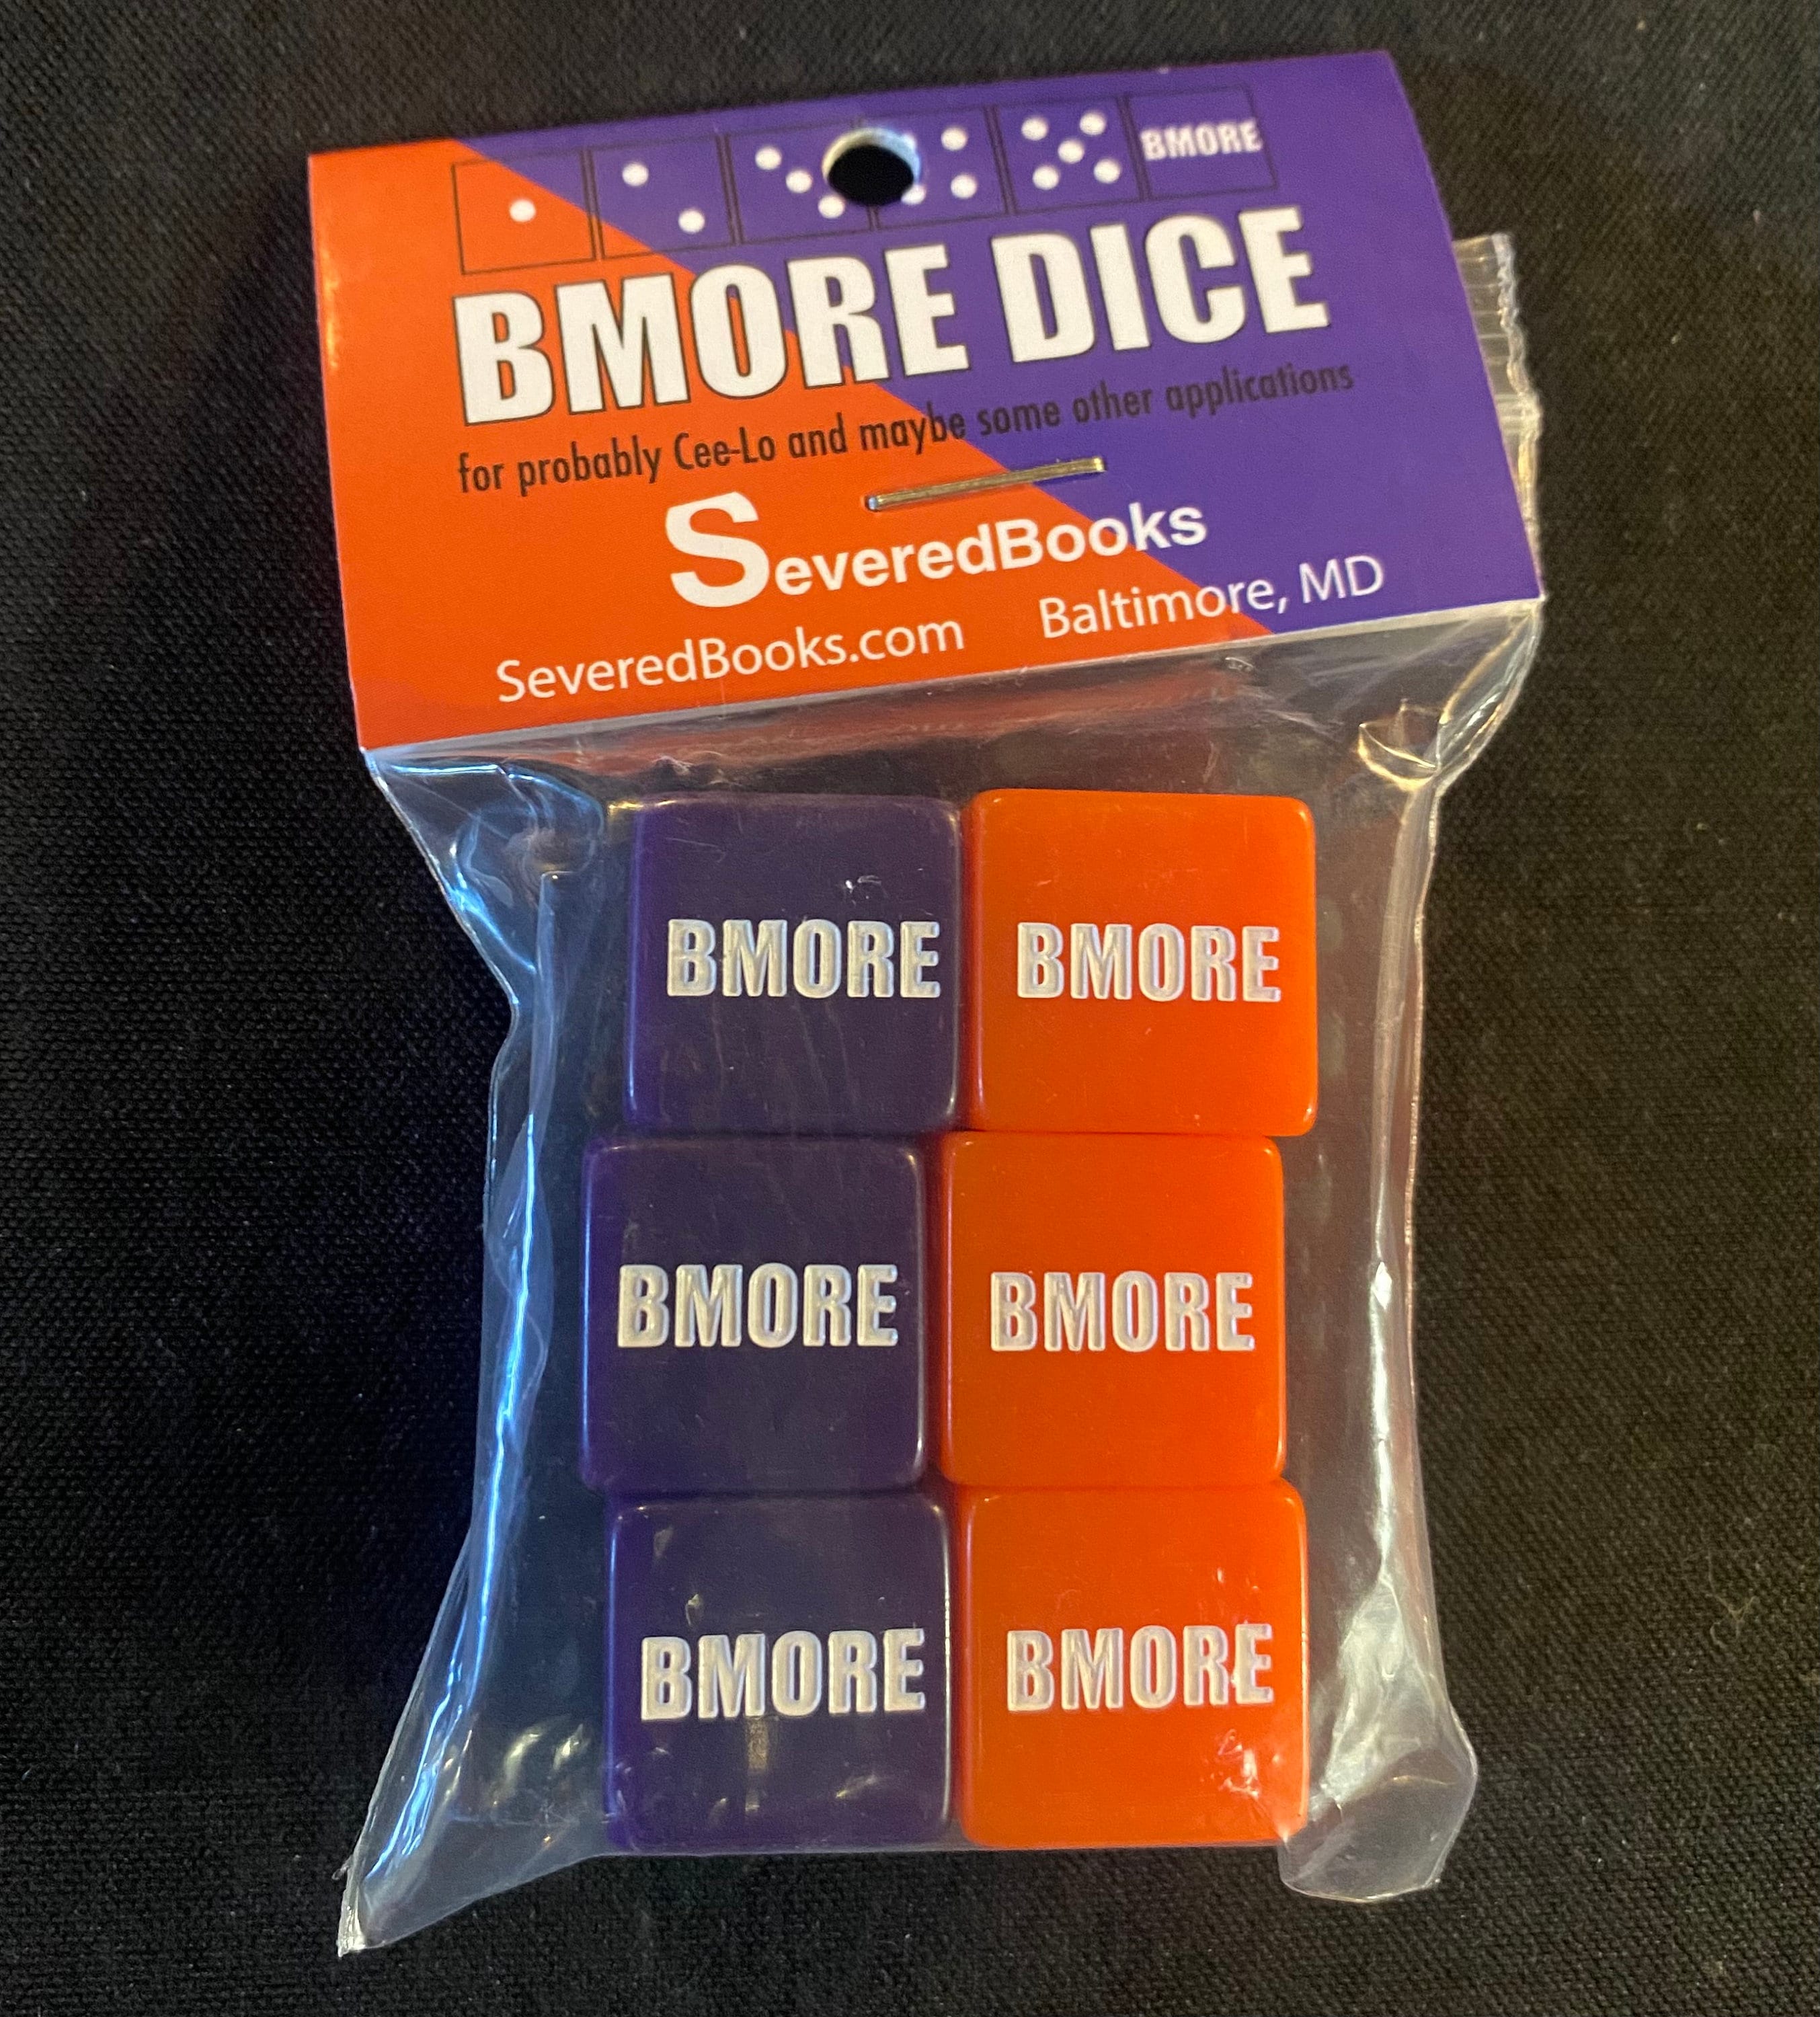 BMORE
BMORE DICE
for probably Cee-Lo and maybe some other applications
SeveredBooks
SeveredBooks.com Baltimore, MD
BMORE BMORE
BMORE BMORE
BMORE BMORE